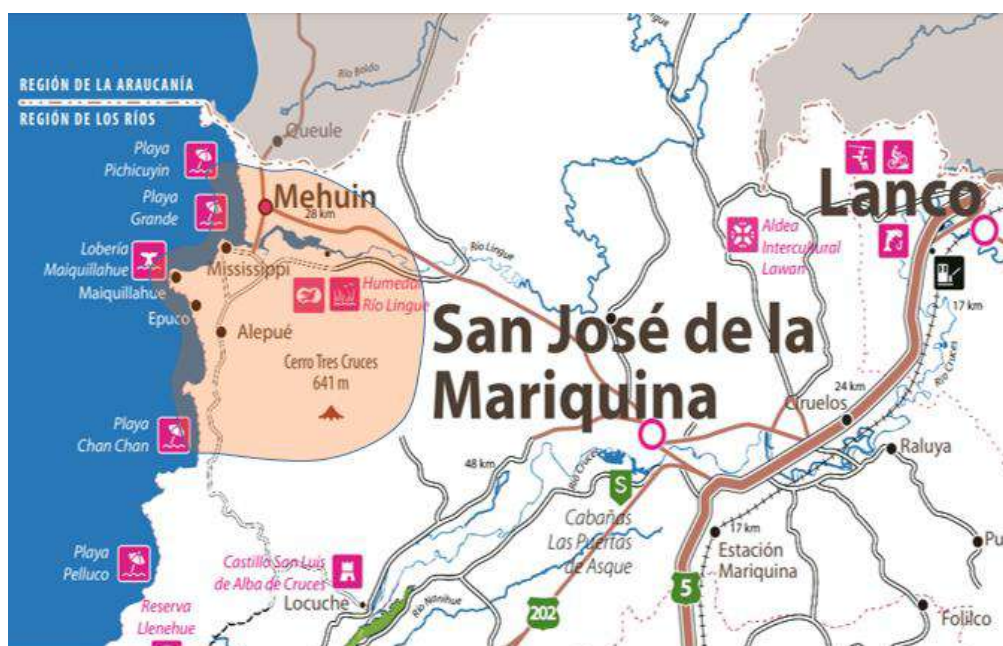 REGIÓN DE LA ARAUCANÍA
REGIÓN DE LOS RÍOS
Río Boldo
Queule
Playa
Pichicuyin
Playa
Grande
Mehuin
28 km
Lobería
Maiquillahue
Mississippi
Maiquillahue
Epuco
Alepué
Humedal
Río Lingue
Río Lingue
Cerro Tres Cruces
641 m
Playa
Chan Chan
Playa
Pelluco
Reserva
Llenehue
Castillo San Luis
de Alba de Cruces
Locuche
48 km
Río Cruces
San José de la
Mariquina
S
Cabañas
Las Puertas
de Asque
Río Nanihue
202
5
17 km
Estación
Mariquina
Lanco
Aldea
Intercultural
Lawan
17 km
24 km
Río Cruces
Ciruelos
Raluya
Pu
Folilco